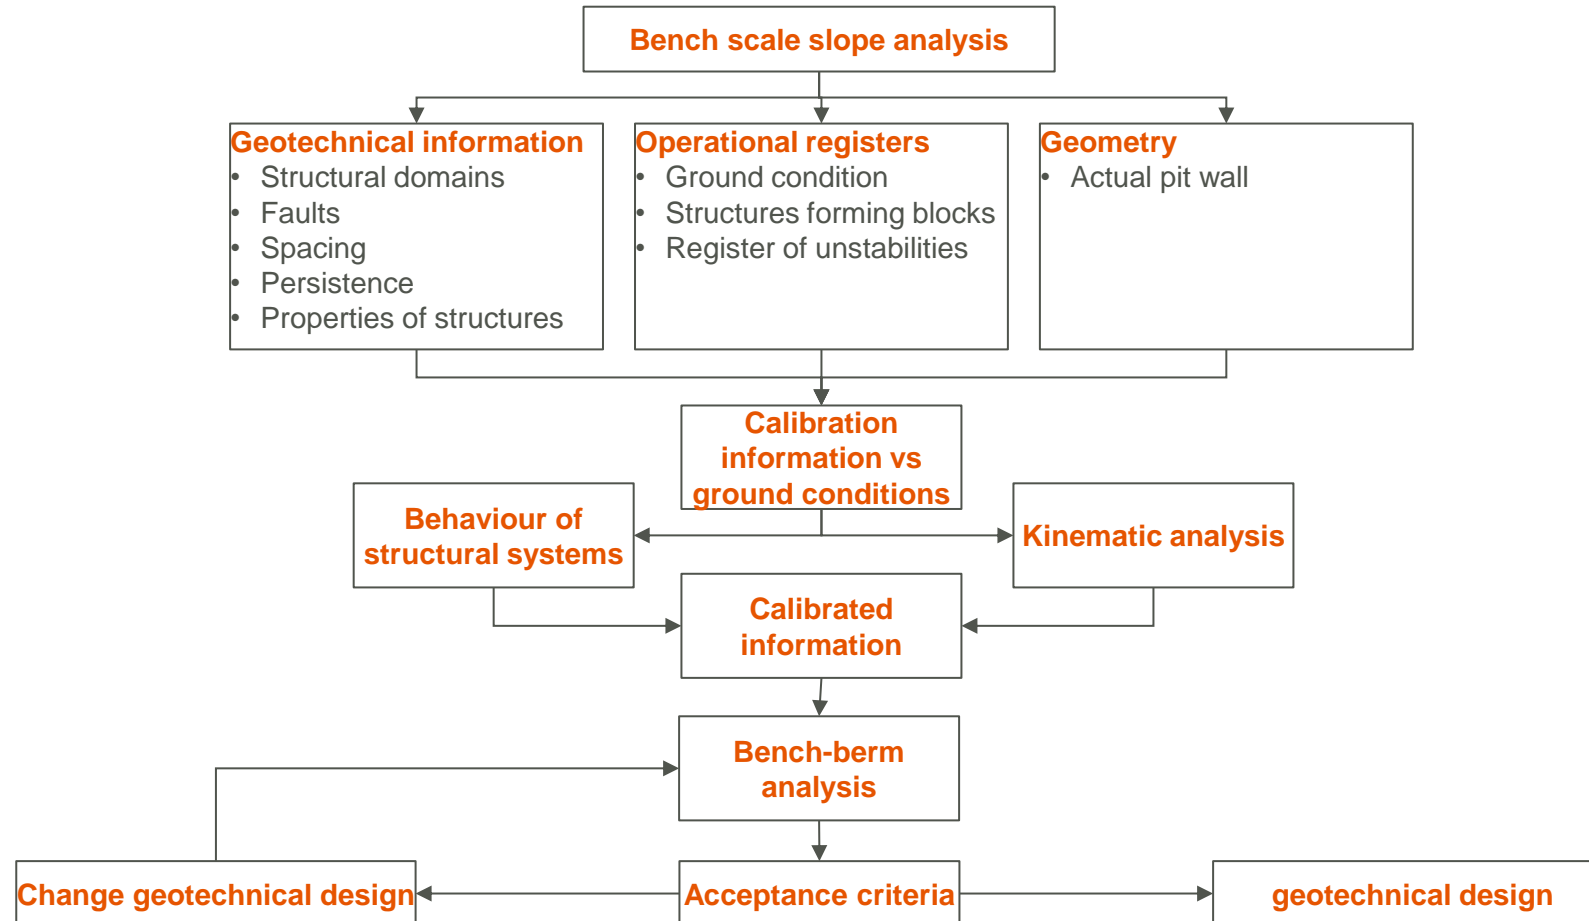 Bench scale slope analysis
Geotechnical information
• Structural domains
• Faults
• Spacing
• Persistence
• Properties of structures
Operational registers
• Ground condition
• Structures forming blocks
• Register of unstabilities
Geometry
• Actual pit wall
Calibration
information vs
ground conditions
Behaviour of
structural systems
Kinematic analysis
Calibrated
information
Bench-berm
analysis
Change geotechnical design
Acceptance criteria
geotechnical design